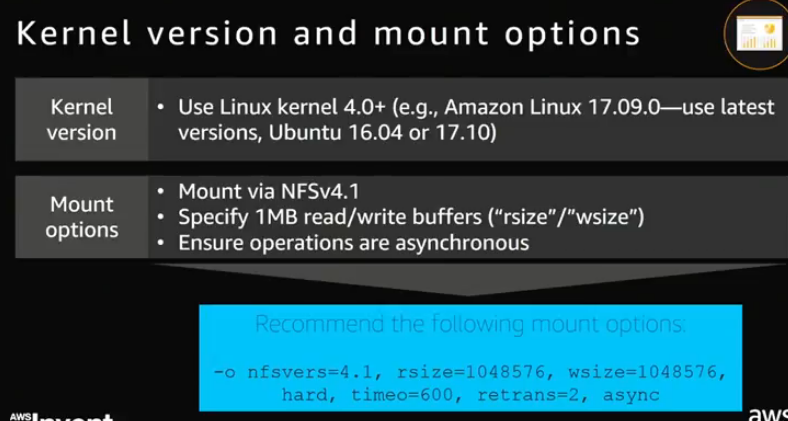 Kernel version and mount options
Kernel
version
• Use Linux kernel 4.0+ (e.g., Amazon Linux 17.09.0—use latest
versions, Ubuntu 16.04 or 17.10)
Mount
options
• Mount via NFSv4.1
• Specify 1MB read/write buffers (“rsize”/”wsize”)
• Ensure operations are asynchronous
Recommend the following mount options:
-o nfsvers=4.1, rsize=1048576, wsize=1048576,
hard, timeo=600, retrans=2, async
AWS
aws